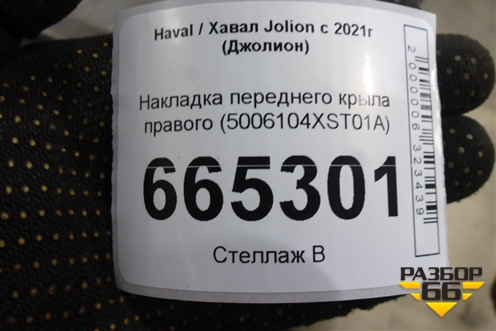 Haval / Хавал Jolion с 2021г
(Джолион)
Накладка переднего крыла
правого (5006104XST01A)
665301
Стеллаж В
2000006323439
РАЗБОР
66